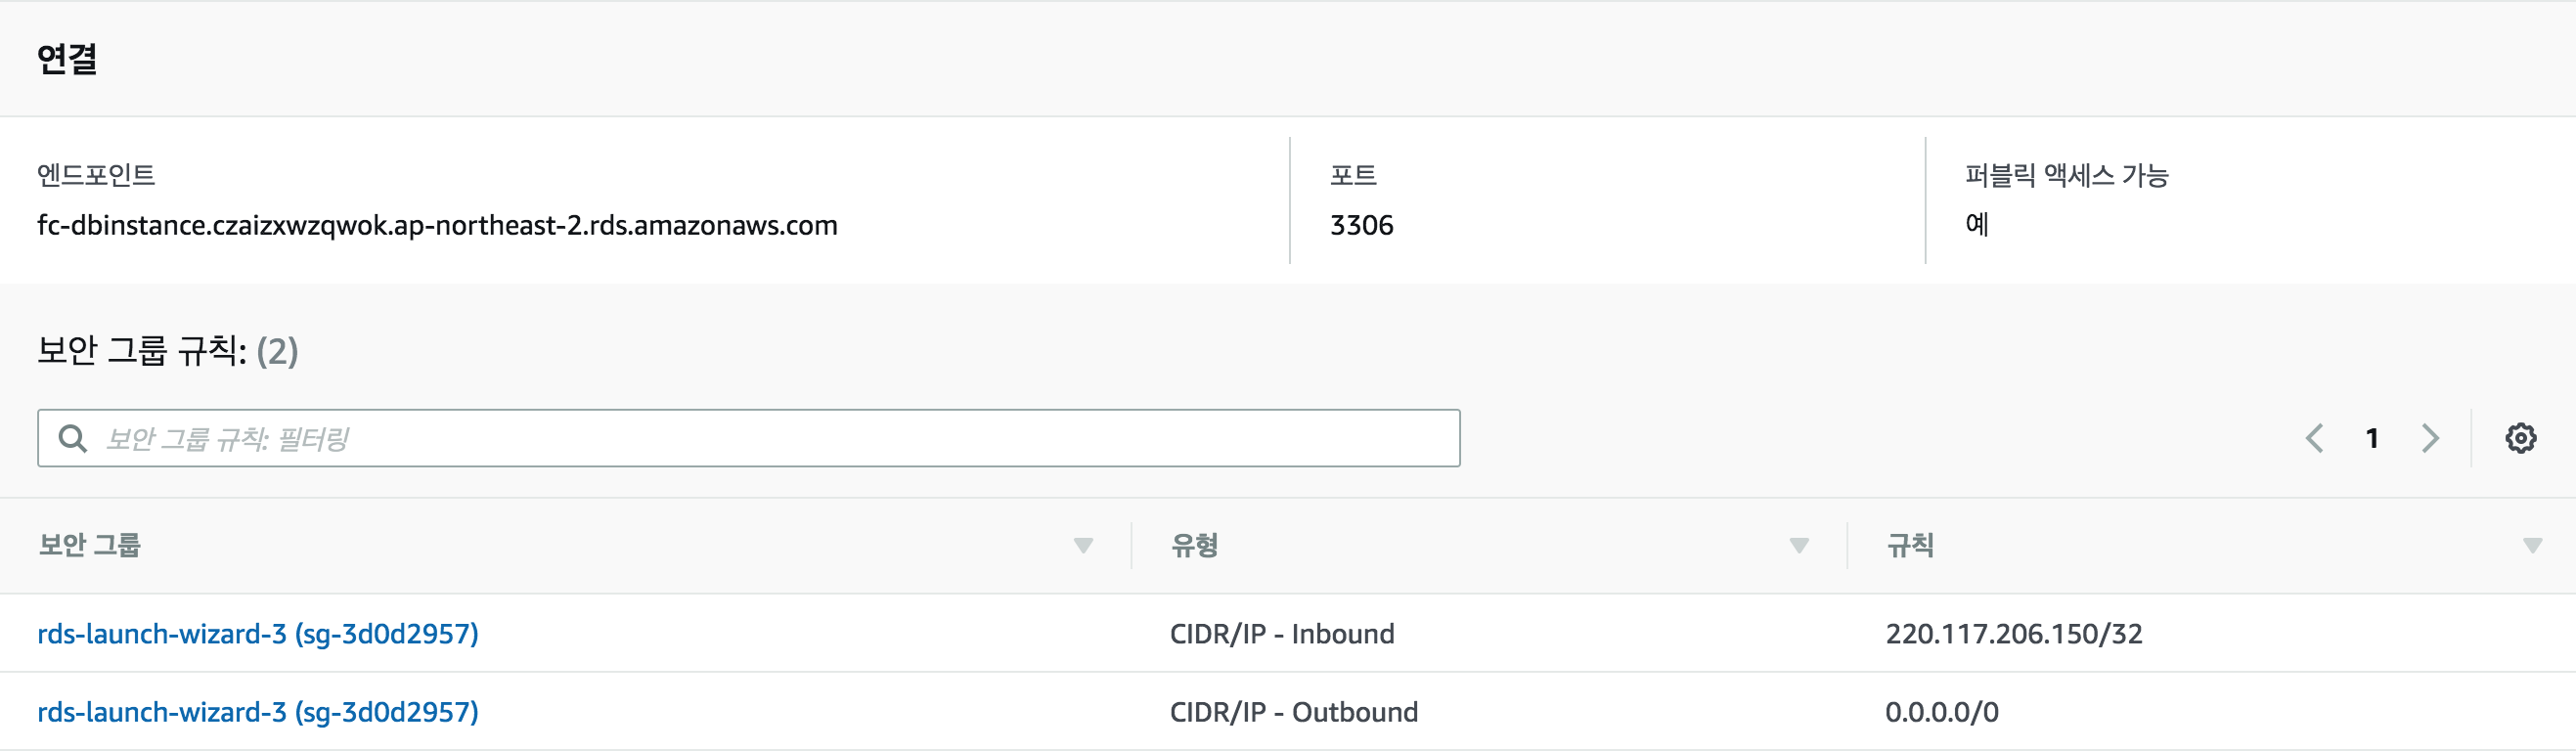 연결
엔드포인트
fc-dbinstance.czaizxwzqwok.ap-northeast-2.rds.amazonaws.com
포트
3306
퍼블릭 액세스 가능
예
보안 그룹 규칙: (2)
보안 그룹 규칙: 필터링
1
보안 그룹 유형 규칙
rds-launch-wizard-3 (sg-3d0d2957) CIDR/IP - Inbound 220.117.206.150/32
rds-launch-wizard-3 (sg-3d0d2957) CIDR/IP - Outbound 0.0.0.0/0